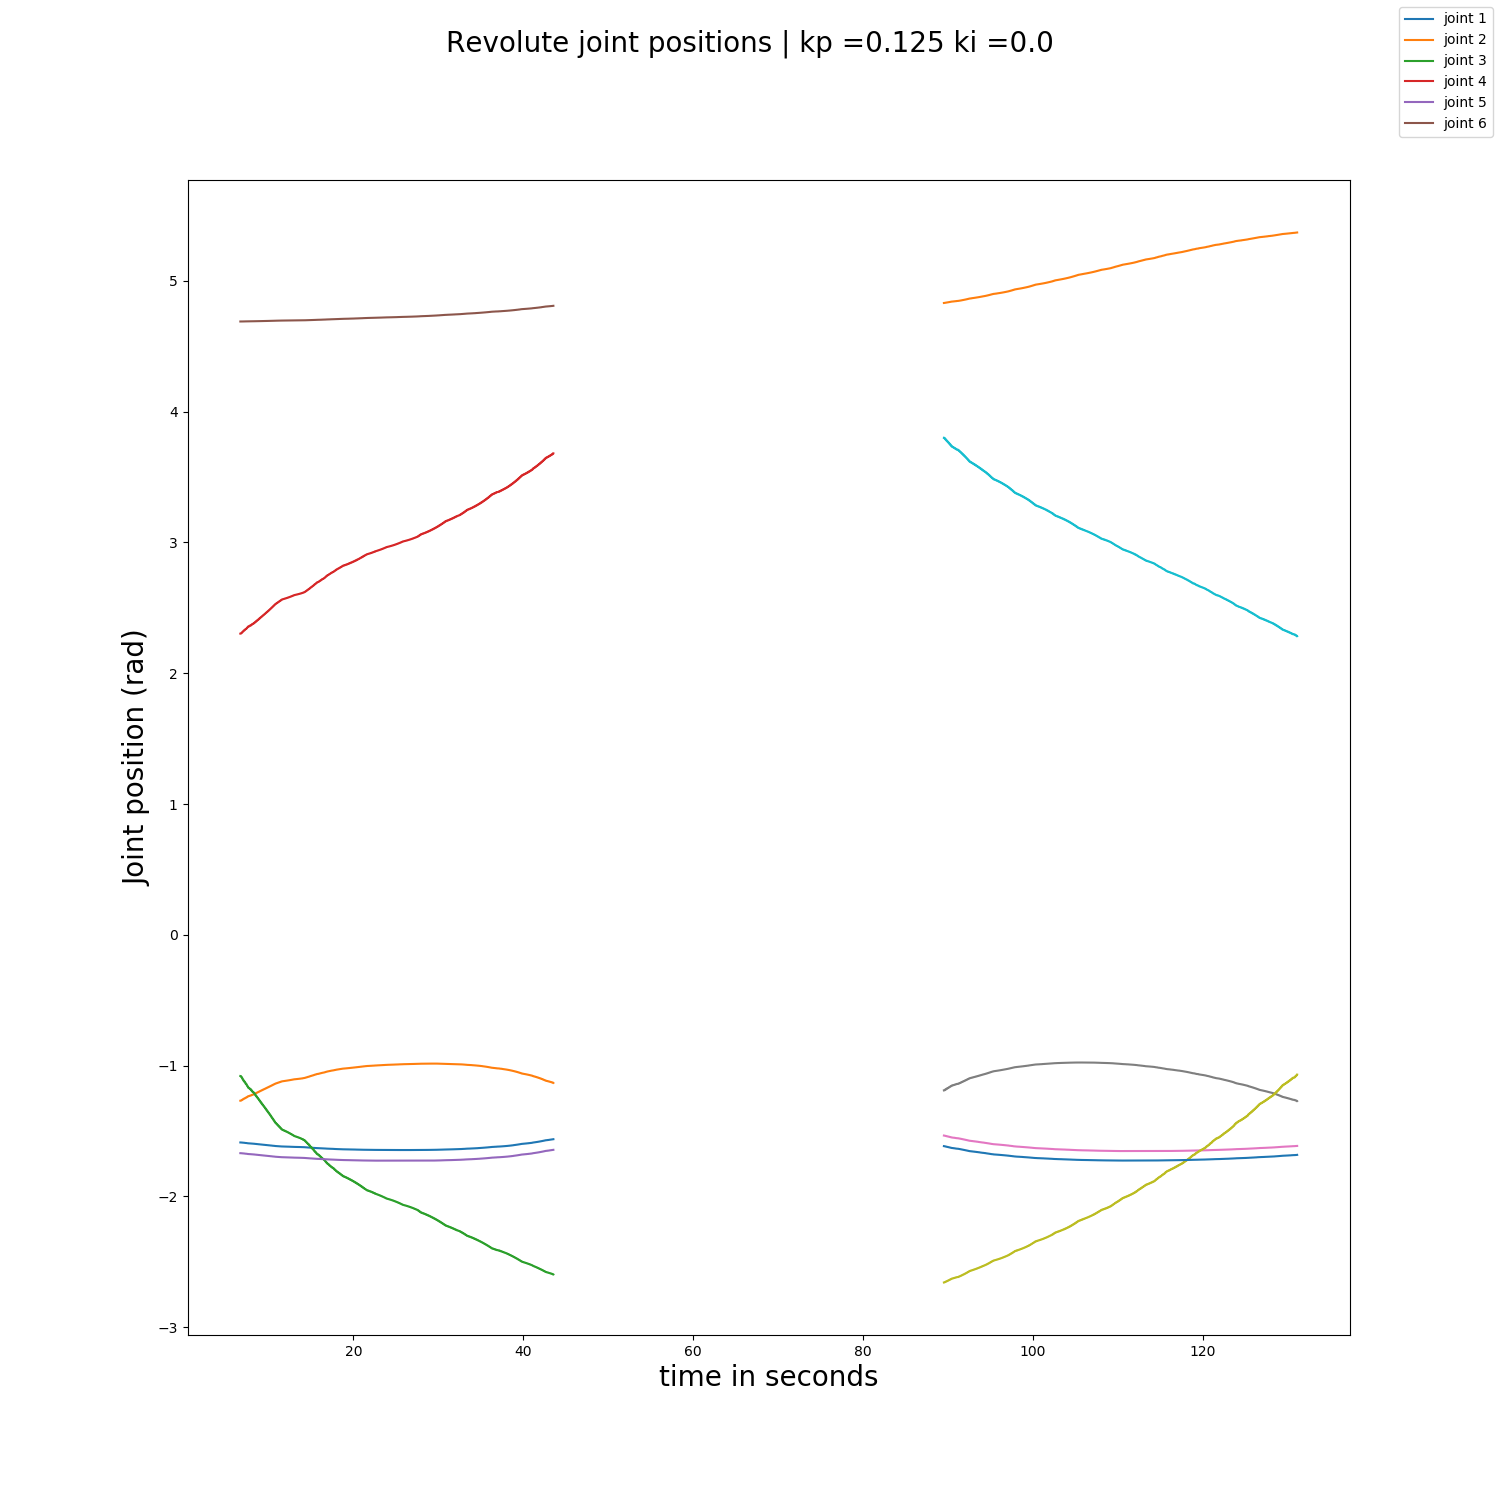 Revolute joint positions | kp =0.125 ki =0.0
joint 1
joint 2
joint 3
joint 4
joint 5
joint 6
Joint position (rad)
5
4
3
2
1
0
−1
−2
−3
20 40 60 80 100 120
time in seconds